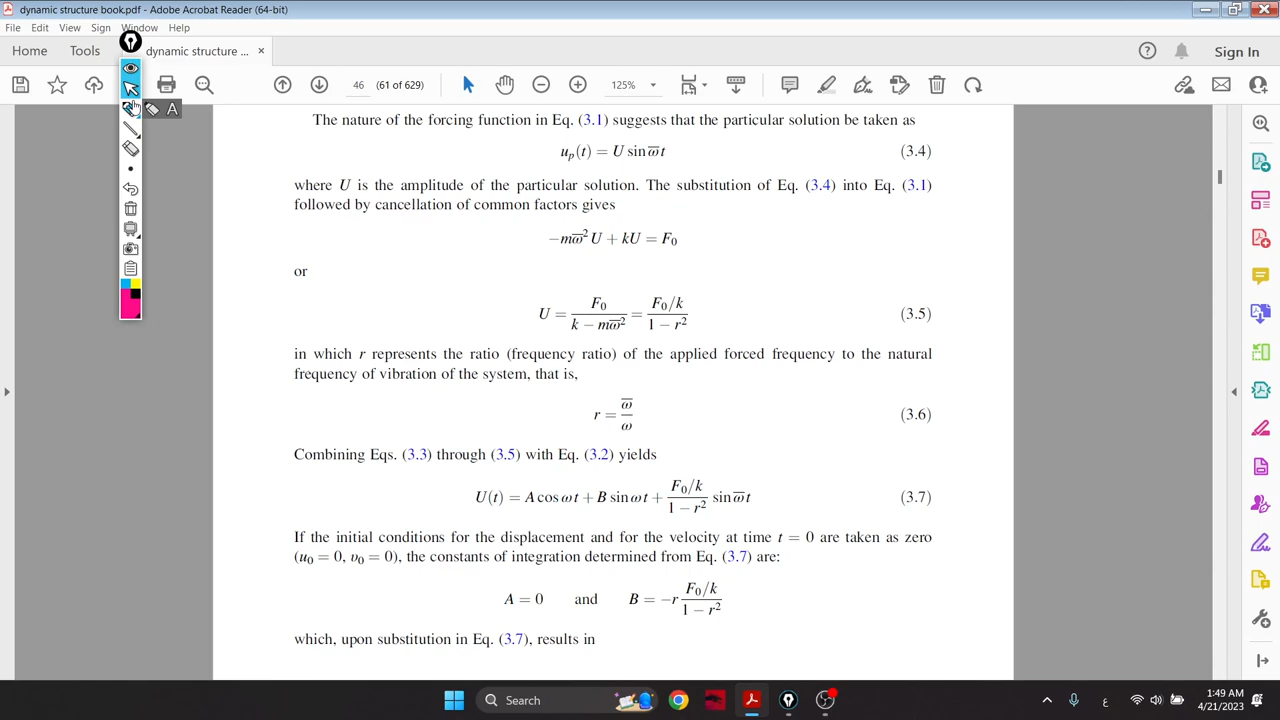 dynamic structure book.pdf - Adobe Acrobat Reader (64-bit)
File Edit View Sign Window Help
Home Tools dynamic structure ... × Sign In
46 (61 of 629) 125%
A
The nature of the forcing function in Eq. (3.1) suggests that the particular solution be taken as
u_p(t) = U sin ω̅ t (3.4)
where U is the amplitude of the particular solution. The substitution of Eq. (3.4) into Eq. (3.1)
followed by cancellation of common factors gives
−mω̅² U + kU = F₀
or
U = F₀ / (k − mω̅²) = (F₀/k) / (1 − r²) (3.5)
in which r represents the ratio (frequency ratio) of the applied forced frequency to the natural
frequency of vibration of the system, that is,
r = ω̅ / ω (3.6)
Combining Eqs. (3.3) through (3.5) with Eq. (3.2) yields
U(t) = A cos ω t + B sin ω t + (F₀/k) / (1 − r²) sin ω̅ t (3.7)
If the initial conditions for the displacement and for the velocity at time t = 0 are taken as zero
(u₀ = 0, υ₀ = 0), the constants of integration determined from Eq. (3.7) are:
A = 0 and B = −r (F₀/k) / (1 − r²)
which, upon substitution in Eq. (3.7), results in
Search
ع
1:49 AM
4/21/2023